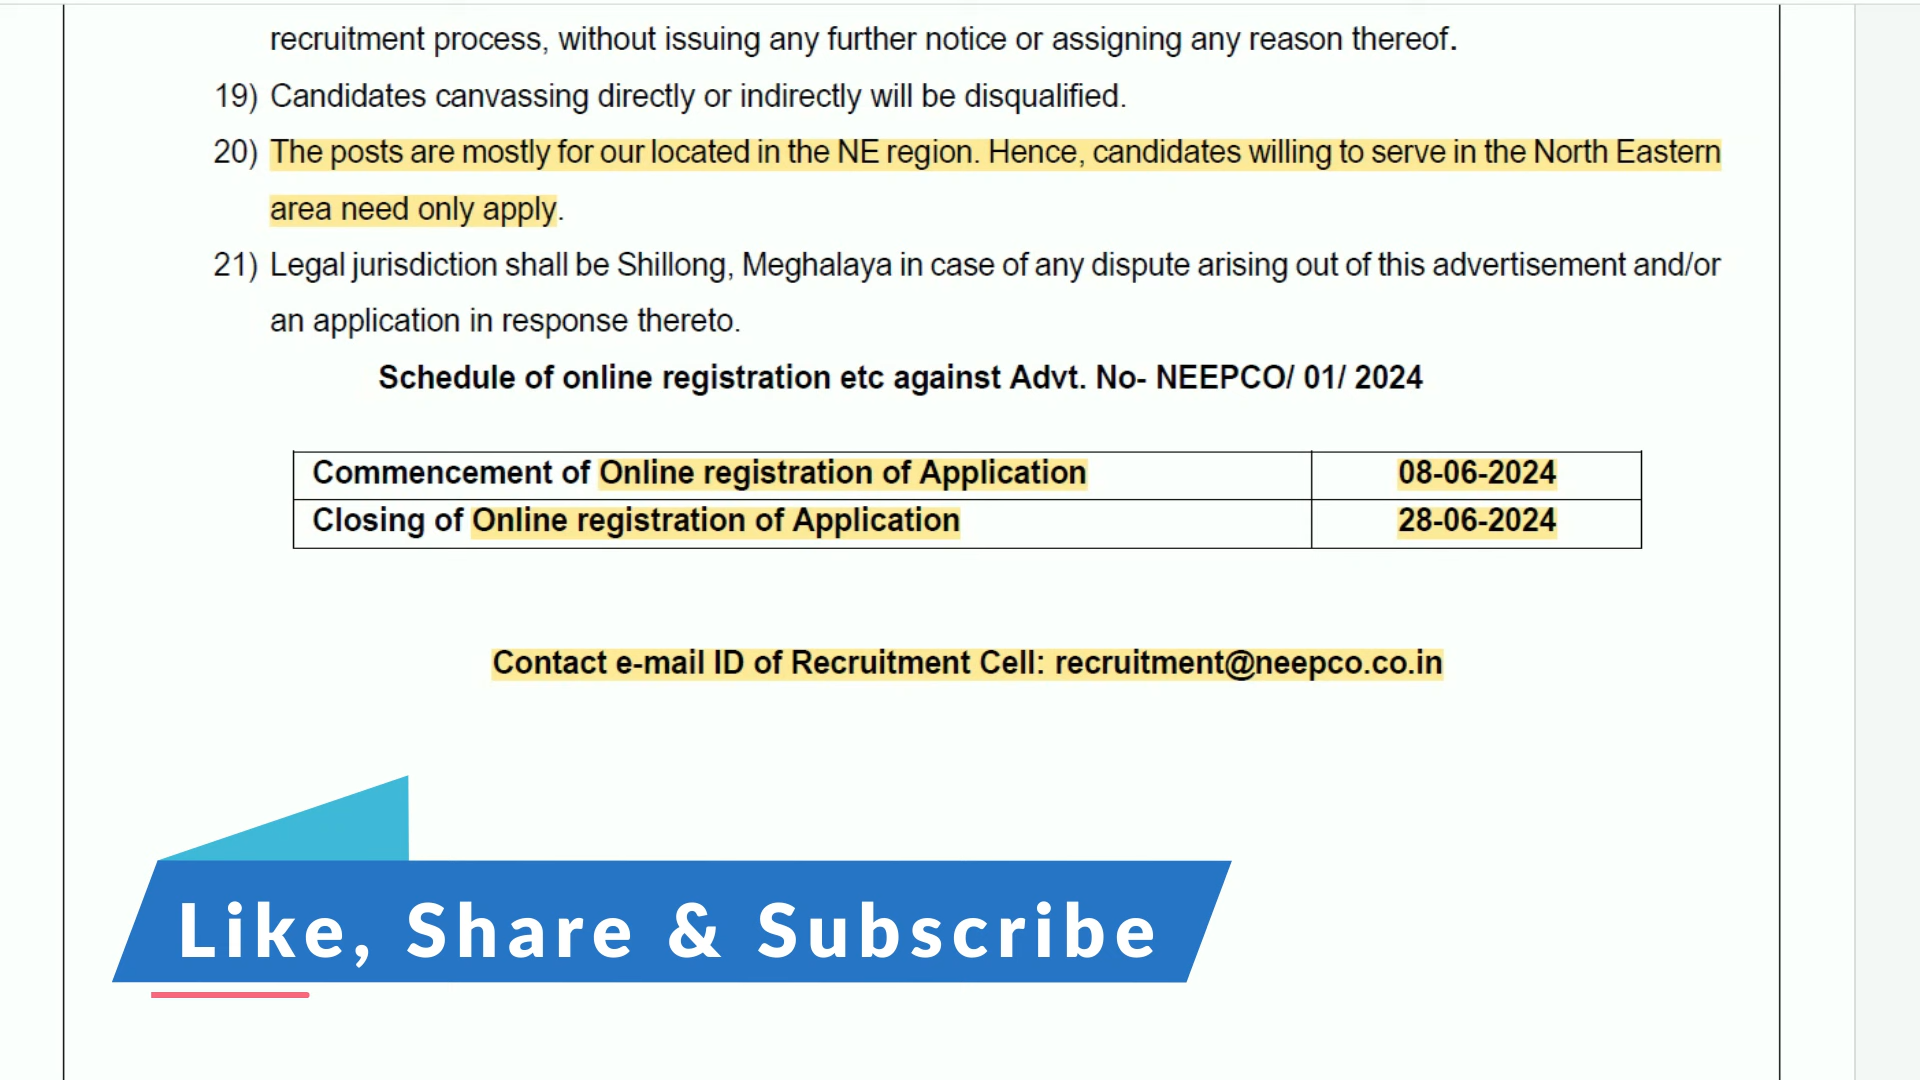 recruitment process, without issuing any further notice or assigning any reason thereof.
19) Candidates canvassing directly or indirectly will be disqualified.
20) The posts are mostly for our located in the NE region. Hence, candidates willing to serve in the North Eastern
area need only apply.
21) Legal jurisdiction shall be Shillong, Meghalaya in case of any dispute arising out of this advertisement and/or
an application in response thereto.
Schedule of online registration etc against Advt. No- NEEPCO/ 01/ 2024
Commencement of Online registration of Application 08-06-2024
Closing of Online registration of Application 28-06-2024
Contact e-mail ID of Recruitment Cell: recruitment@neepco.co.in
Like, Share & Subscribe